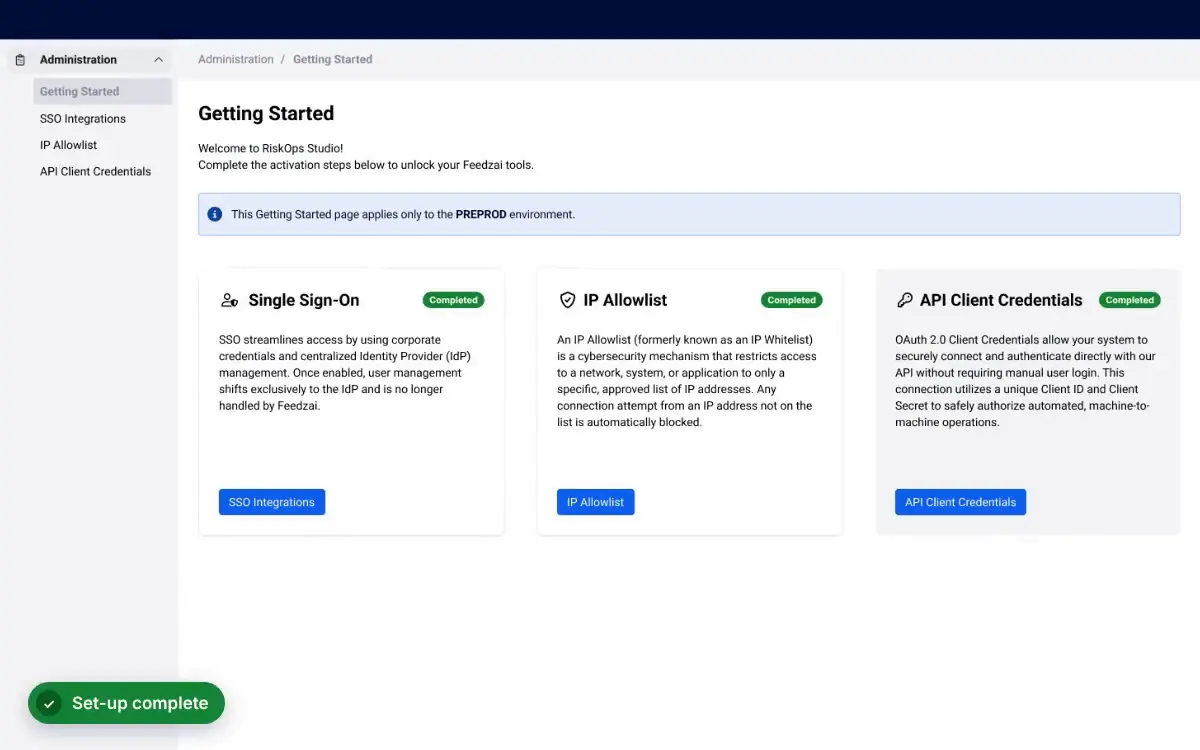 Administration
Getting Started
SSO Integrations
IP Allowlist
API Client Credentials
Administration / Getting Started
Getting Started
Welcome to RiskOps Studio!
Complete the activation steps below to unlock your Feedzai tools.
This Getting Started page applies only to the PREPROD environment.
Single Sign-On
Completed
SSO streamlines access by using corporate
credentials and centralized Identity Provider (IdP)
management. Once enabled, user management
shifts exclusively to the IdP and is no longer
handled by Feedzai.
SSO Integrations
IP Allowlist
Completed
An IP Allowlist (formerly known as an IP Whitelist)
is a cybersecurity mechanism that restricts access
to a network, system, or application to only a
specific, approved list of IP addresses. Any
connection attempt from an IP address not on the
list is automatically blocked.
IP Allowlist
API Client Credentials
Completed
OAuth 2.0 Client Credentials allow your system to
securely connect and authenticate directly with our
API without requiring manual user login. This
connection utilizes a unique Client ID and Client
Secret to safely authorize automated, machine-to-
machine operations.
API Client Credentials
Set-up complete